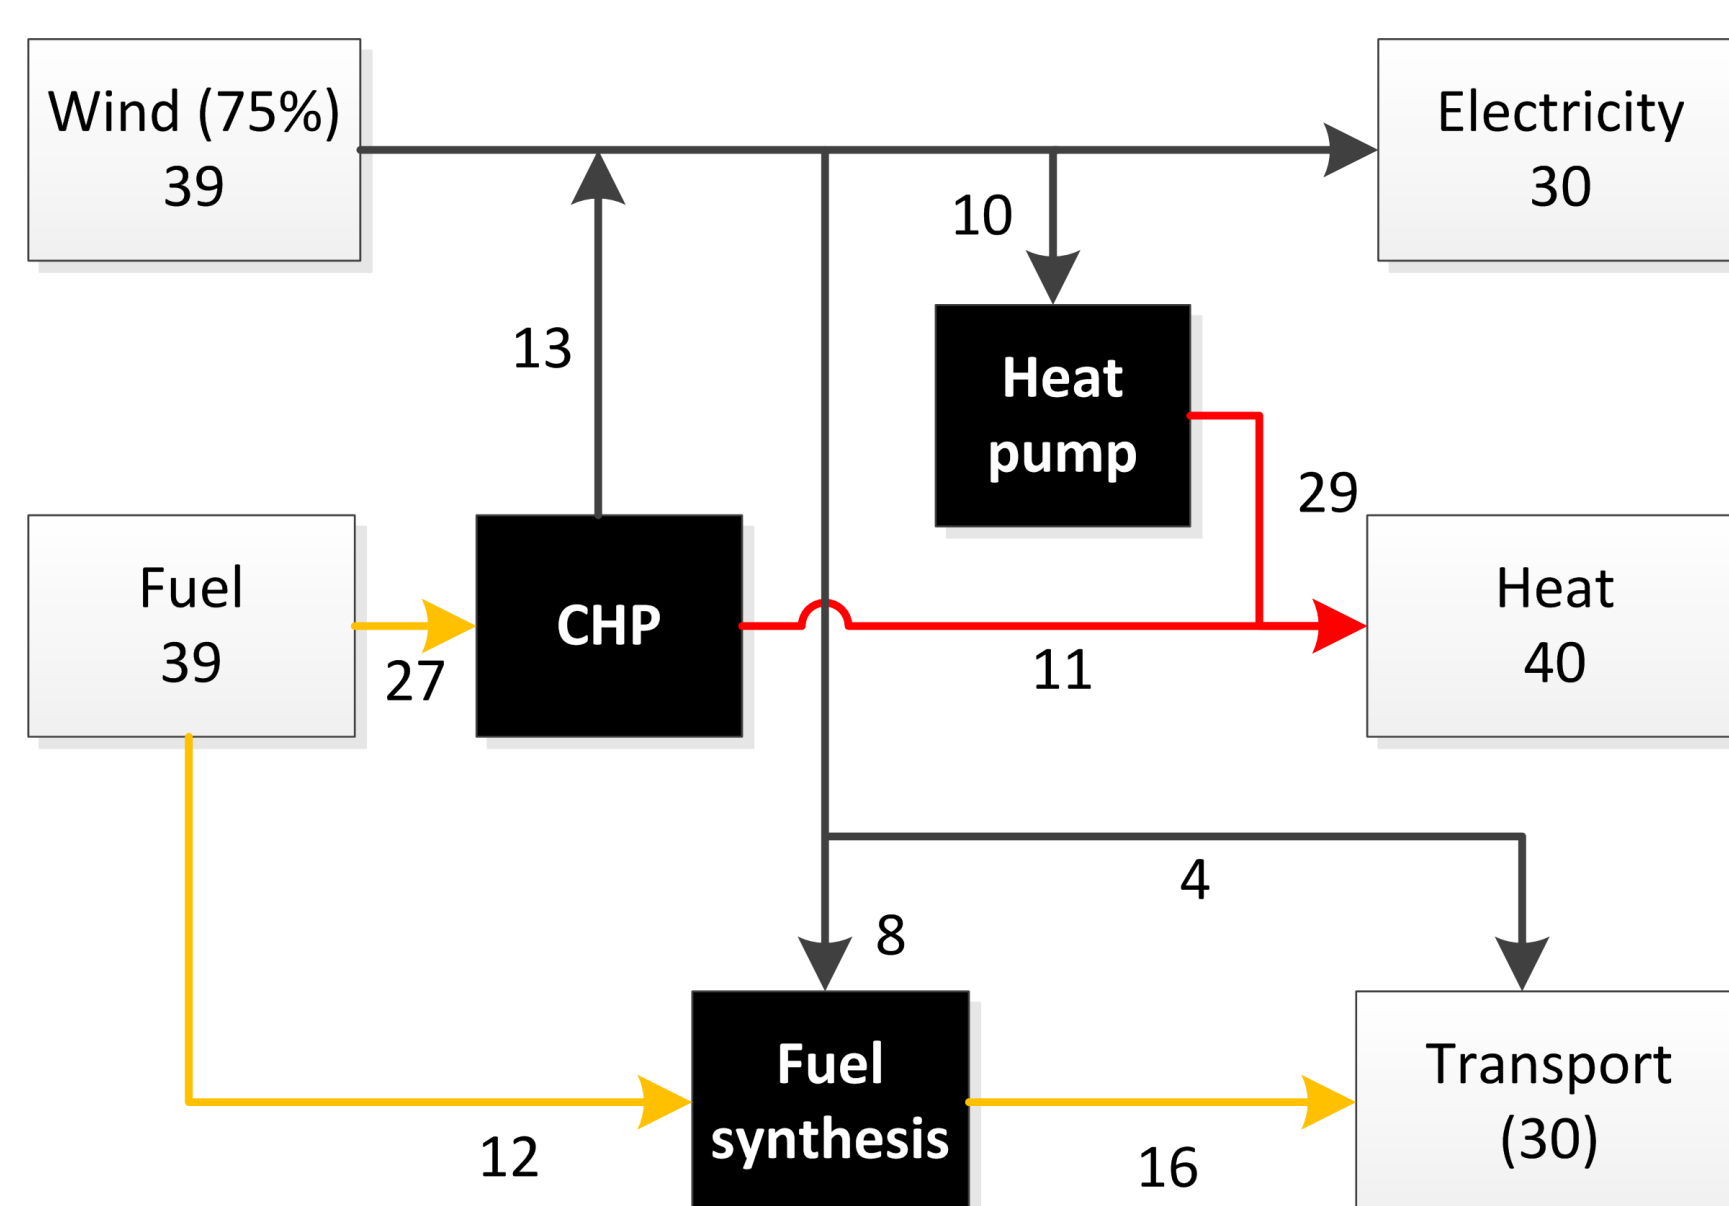 Wind (75%)
39
Electricity
30
10
13
Heat
pump
29
Fuel
39
27
CHP
11
Heat
40
4
8
Fuel
synthesis
12
16
Transport
(30)